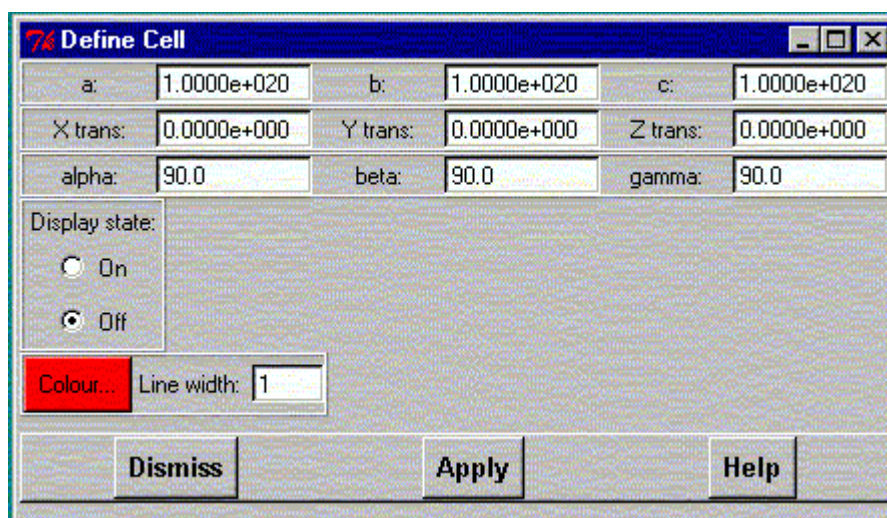 7k Define Cell
a: 1.0000e+020 b: 1.0000e+020 c: 1.0000e+020
X trans: 0.0000e+000 Y trans: 0.0000e+000 Z trans: 0.0000e+000
alpha: 90.0 beta: 90.0 gamma: 90.0
Display state:
On
Off
Colour... Line width: 1
Dismiss Apply Help